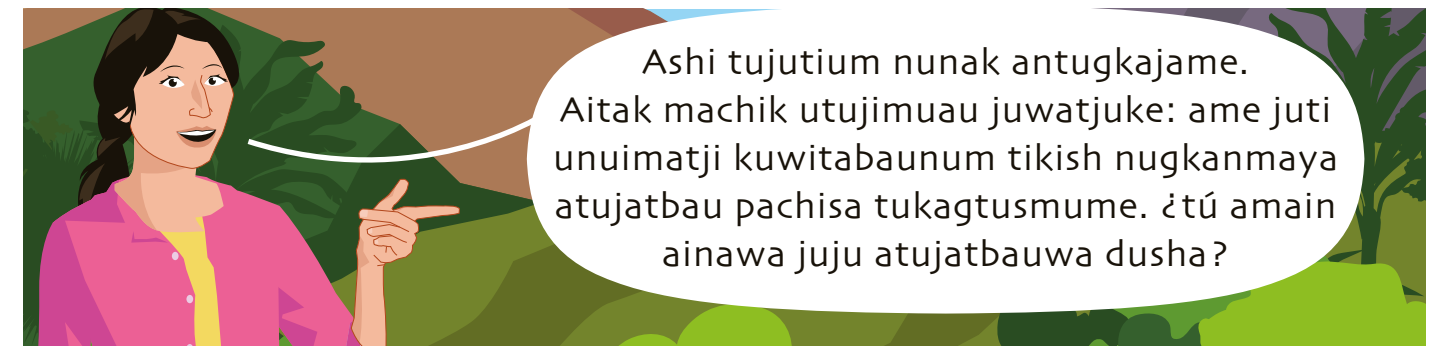 Ashi tujutium nunak antugkajame.
Aitak machik utujimuau juwatjuke: ame juti
unuimatji kuwitabaunum tikish nugkanmaya
atujatbau pachisa tukagtusmume. ¿tú amain
ainawa juju atujatbauwa dusha?